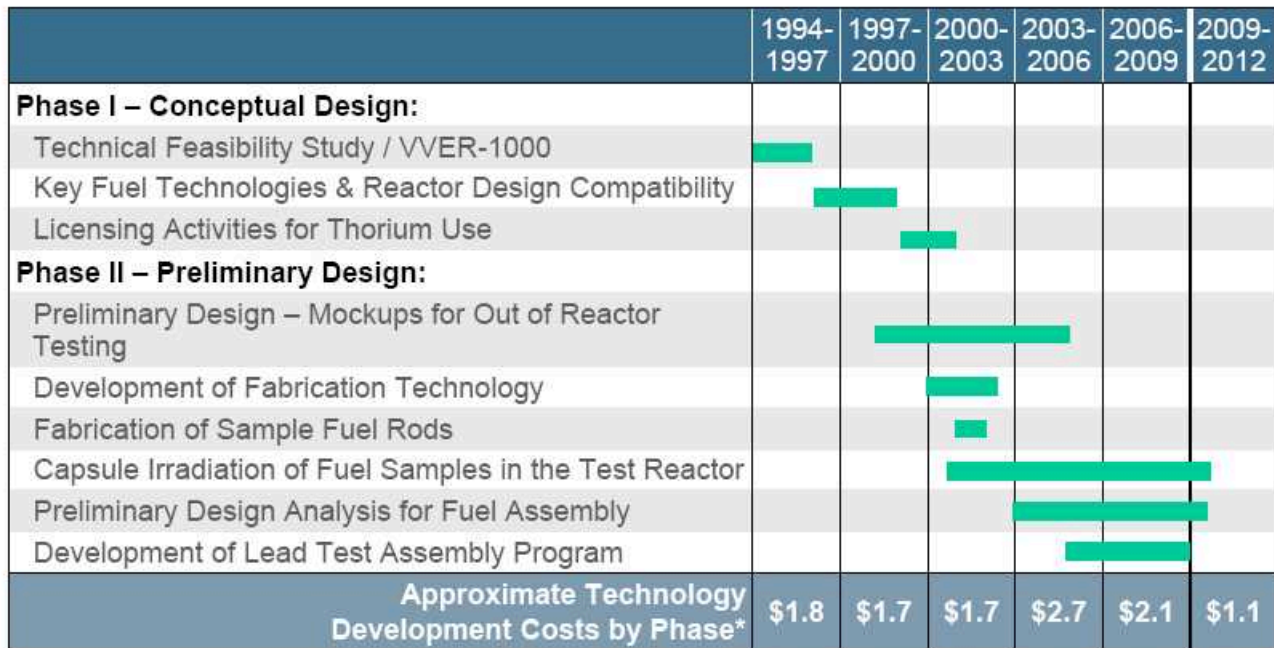 1994- 1997- 2000- 2003- 2006- 2009-
1997 2000 2003 2006 2009 2012
Phase I – Conceptual Design:
Technical Feasibility Study / VVER-1000
Key Fuel Technologies & Reactor Design Compatibility
Licensing Activities for Thorium Use
Phase II – Preliminary Design:
Preliminary Design – Mockups for Out of Reactor
Testing
Development of Fabrication Technology
Fabrication of Sample Fuel Rods
Capsule Irradiation of Fuel Samples in the Test Reactor
Preliminary Design Analysis for Fuel Assembly
Development of Lead Test Assembly Program
Approximate Technology
Development Costs by Phase* $1.8 $1.7 $1.7 $2.7 $2.1 $1.1